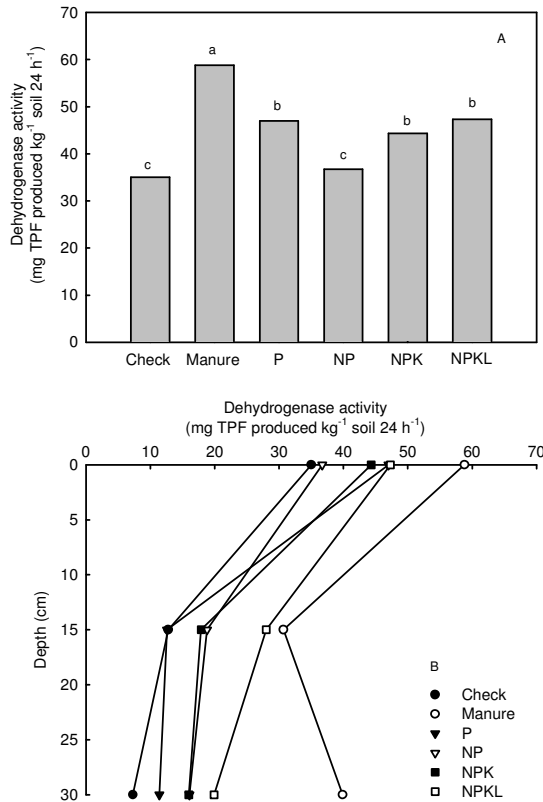 A
Dehydrogenase activity
(mg TPF produced kg⁻¹ soil 24 h⁻¹)
70
60
50
40
30
20
10
0
c
a
b
c
b
b
Check Manure P NP NPK NPKL
Dehydrogenase activity
(mg TPF produced kg⁻¹ soil 24 h⁻¹)
0 10 20 30 40 50 60 70
Depth (cm)
0
5
10
15
20
25
30
B
Check
Manure
P
NP
NPK
NPKL